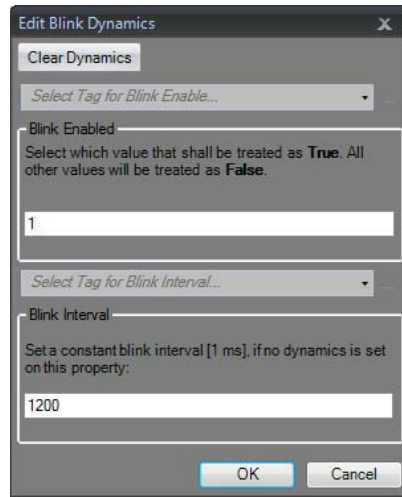 Edit Blink Dynamics
x
Clear Dynamics
Select Tag for Blink Enable...
...
Blink Enabled
Select which value that shall be treated as True. All
other values will be treated as False.
1
Select Tag for Blink Interval...
...
Blink Interval
Set a constant blink interval [1 ms], if no dynamics is set
on this property:
1200
OK Cancel